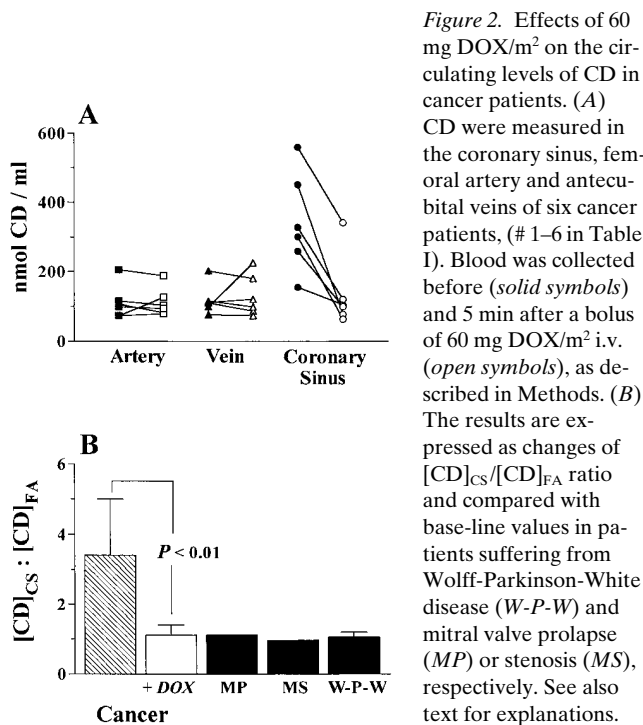 A
nmol CD / ml
600
400
200
0
Artery
Vein
Coronary
Sinus
B
[CD]CS : [CD]FA
6
4
2
0
P < 0.01
+ DOX
MP
MS
W-P-W
Cancer
Figure 2. Effects of 60
mg DOX/m² on the cir-
culating levels of CD in
cancer patients. (A)
CD were measured in
the coronary sinus, fem-
oral artery and antecu-
bital veins of six cancer
patients, (# 1–6 in Table
I). Blood was collected
before (solid symbols)
and 5 min after a bolus
of 60 mg DOX/m² i.v.
(open symbols), as de-
scribed in Methods. (B)
The results are ex-
pressed as changes of
[CD]CS/[CD]FA ratio
and compared with
base-line values in pa-
tients suffering from
Wolff-Parkinson-White
disease (W-P-W) and
mitral valve prolapse
(MP) or stenosis (MS),
respectively. See also
text for explanations.